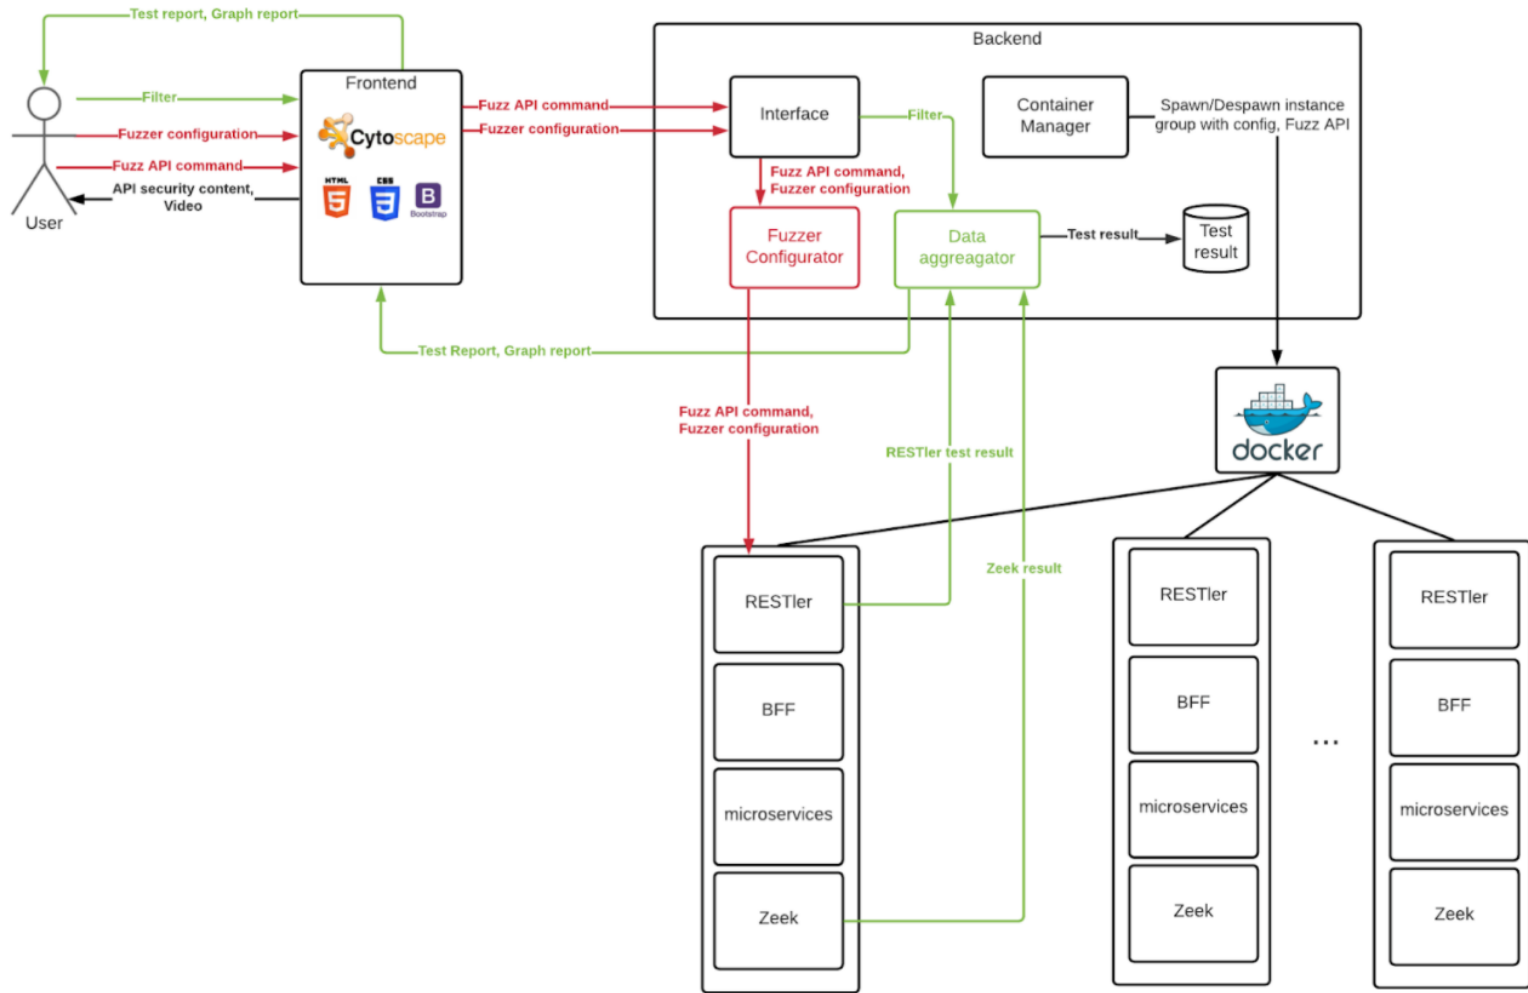 Test report, Graph report
Filter
Fuzzer configuration
Fuzz API command
API security content,
Video
User
Frontend
Cytoscape
HTML
5
CSS
3
B
Bootstrap
Fuzz API command
Fuzzer configuration
Backend
Interface
Filter
Container
Manager
Spawn/Despawn instance
group with config, Fuzz API
Fuzz API command,
Fuzzer configuration
Fuzzer
Configurator
Data
aggreagator
Test result
Test
result
Test Report, Graph report
Fuzz API command,
Fuzzer configuration
RESTler test result
Zeek result
docker
RESTler
BFF
microservices
Zeek
RESTler
BFF
microservices
Zeek
...
RESTler
BFF
microservices
Zeek